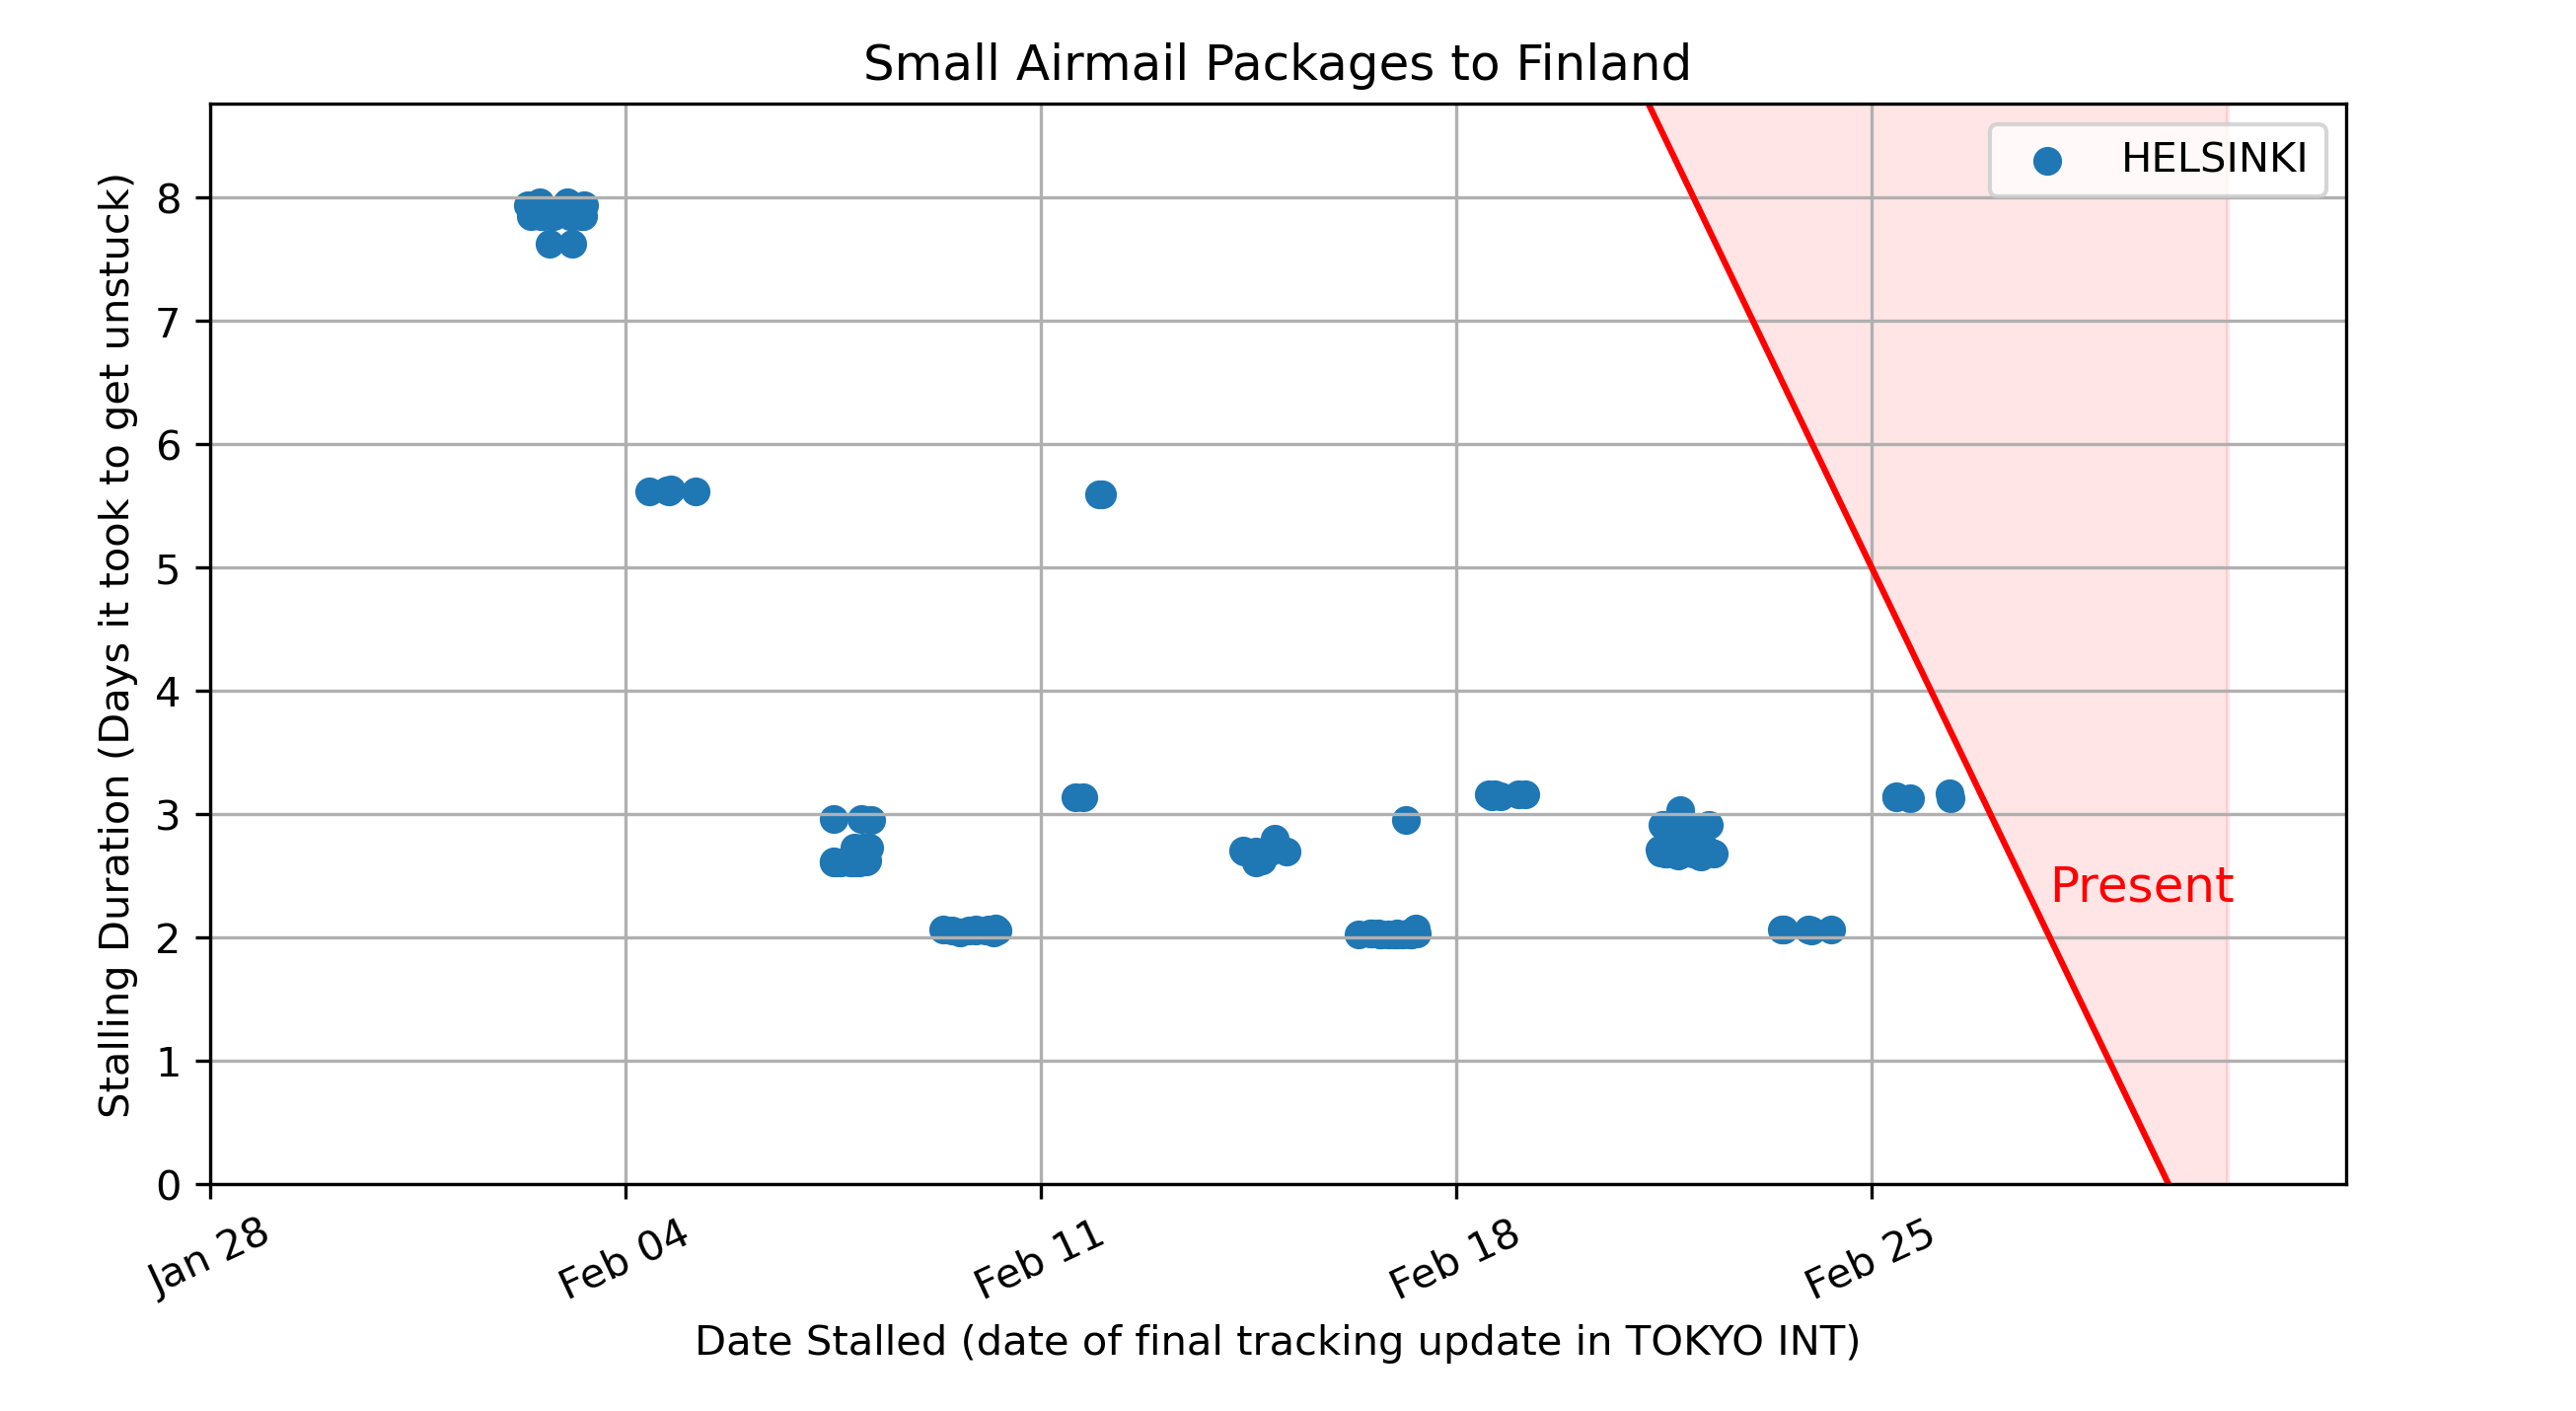 Small Airmail Packages to Finland
HELSINKI
Stalling Duration (Days it took to get unstuck)
8
7
6
5
4
3
2
1
0
Present
Jan 28
Feb 04
Feb 11
Feb 18
Feb 25
Date Stalled (date of final tracking update in TOKYO INT)